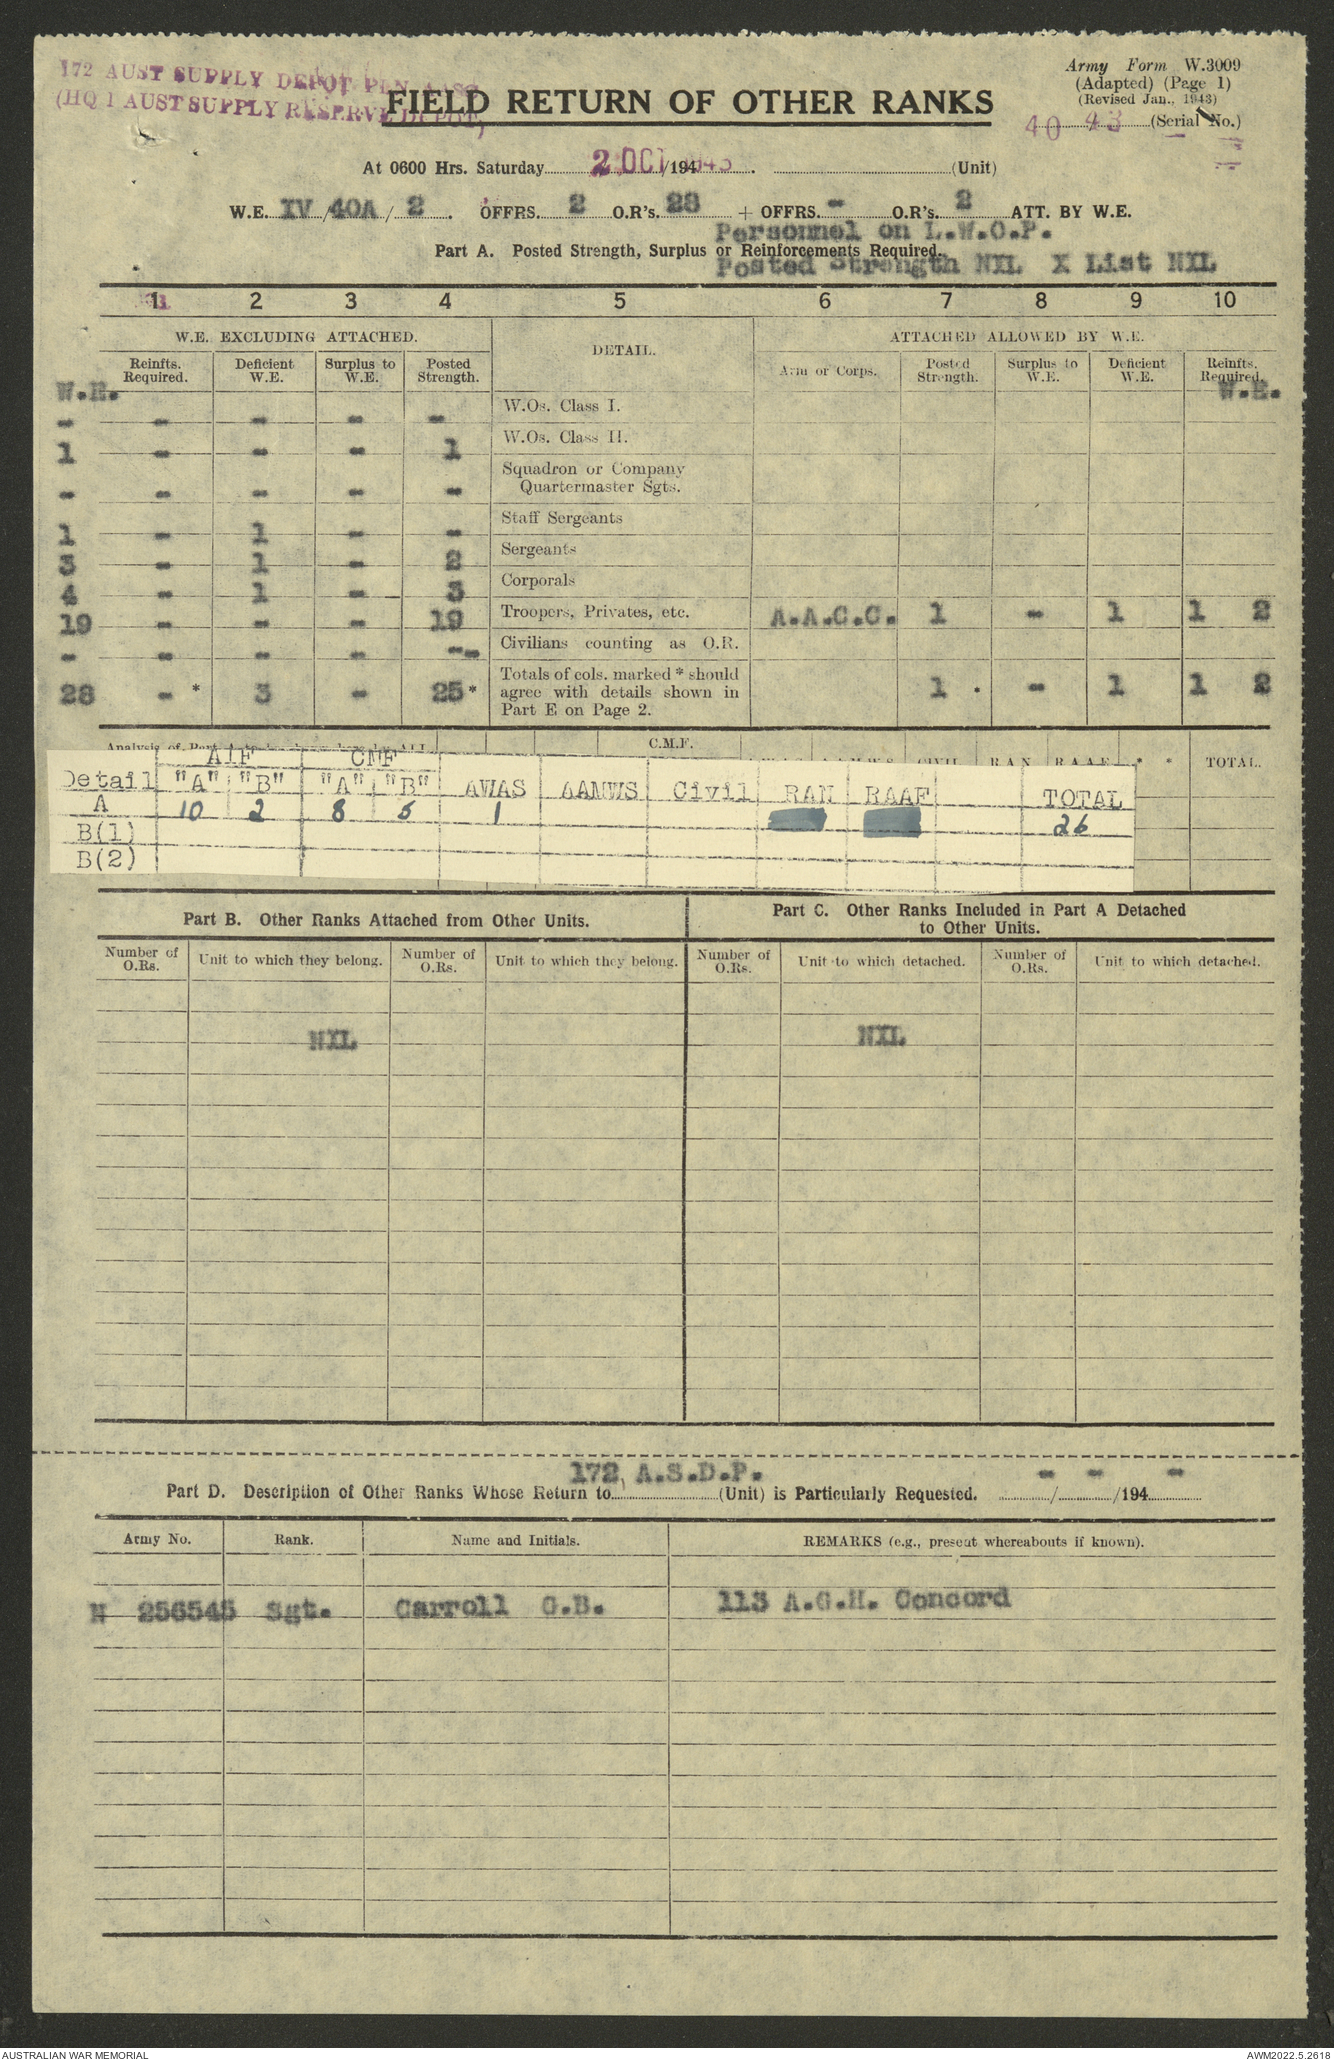 172 AUST SUPPLY DEPOT PLN AASC
(HQ 1 AUST SUPPLY RESERVE DEPOT)
Army Form W.3009
(Adapted) (Page 1)
(Revised Jan., 1943)
40 43 (Serial No.)
FIELD RETURN OF OTHER RANKS
At 0600 Hrs. Saturday 2 OCT 1943 /194 . (Unit)
W.E. IV /40A / 2 . OFFRS. 2 O.R's. 28 + OFFRS. - O.R's. 2 ATT. BY W.E.
Personnel on L.W.O.P.
Part A. Posted Strength, Surplus or Reinforcements Required.
Posted Strength NIL X List NIL
1 2 3 4 5 6 7 8 9 10
W.E. EXCLUDING ATTACHED. DETAIL. ATTACHED ALLOWED BY W.E.
Reinfts. Required. Deficient W.E. Surplus to W.E. Posted Strength. Arm or Corps. Posted Strength. Surplus to W.E. Deficient W.E. Reinfts. Required.
W.E. W.E.
- - - - - W.Os. Class I.
1 - - - 1 W.Os. Class II.
- - - - - Squadron or Company
Quartermaster Sgts.
1 - 1 - - Staff Sergeants
3 - 1 - 2 Sergeants
4 - 1 - 3 Corporals
19 - - - 19 Troopers, Privates, etc. A.A.C.C. 1 - 1 1 2
- - - - -- Civilians counting as O.R.
28 - * 3 - 25 * Totals of cols. marked * should
agree with details shown in
Part E on Page 2. 1 . - 1 1 2
C.M.F.
CIVIL R.A.N. R.A.A.F. * * TOTAL.
AIF CMF
Detail "A" "B" "A" "B" AWAS AAMWS Civil RAN RAAF TOTAL
A 10 2 8 5 1 26
B(1)
B(2)
Part B. Other Ranks Attached from Other Units.
Part C. Other Ranks Included in Part A Detached
to Other Units.
Number of O.Rs. Unit to which they belong. Number of O.Rs. Unit to which they belong. Number of O.Rs. Unit to which detached. Number of O.Rs. Unit to which detached.
NIL NIL
172 A.S.D.P. - - -
Part D. Description of Other Ranks Whose Return to (Unit) is Particularly Requested. / /194
Army No. Rank. Name and Initials. REMARKS (e.g., present whereabouts if known).
N 256545 Sgt. Carroll G.B. 113 A.G.H. Concord
AUSTRALIAN WAR MEMORIAL AWM2022.5.2618